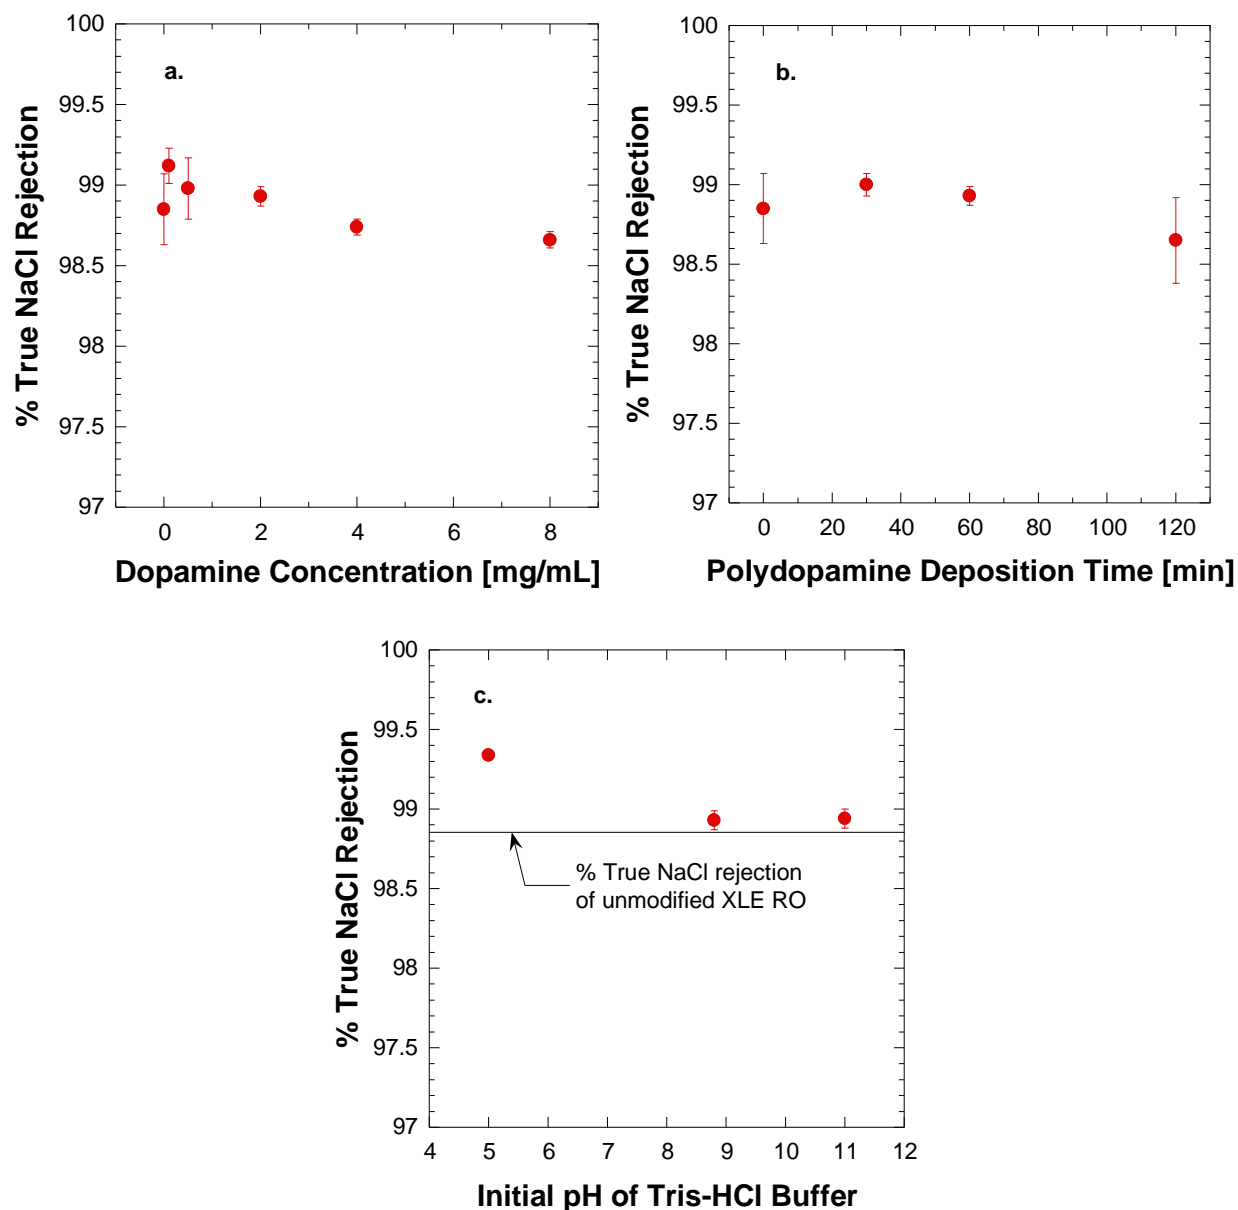 a.
% True NaCl Rejection
100
99.5
99
98.5
98
97.5
97
0 2 4 6 8
Dopamine Concentration [mg/mL]
b.
% True NaCl Rejection
100
99.5
99
98.5
98
97.5
97
0 20 40 60 80 100 120
Polydopamine Deposition Time [min]
c.
% True NaCl Rejection
100
99.5
99
98.5
98
97.5
97
% True NaCl rejection
of unmodified XLE RO
4 5 6 7 8 9 10 11 12
Initial pH of Tris-HCl Buffer